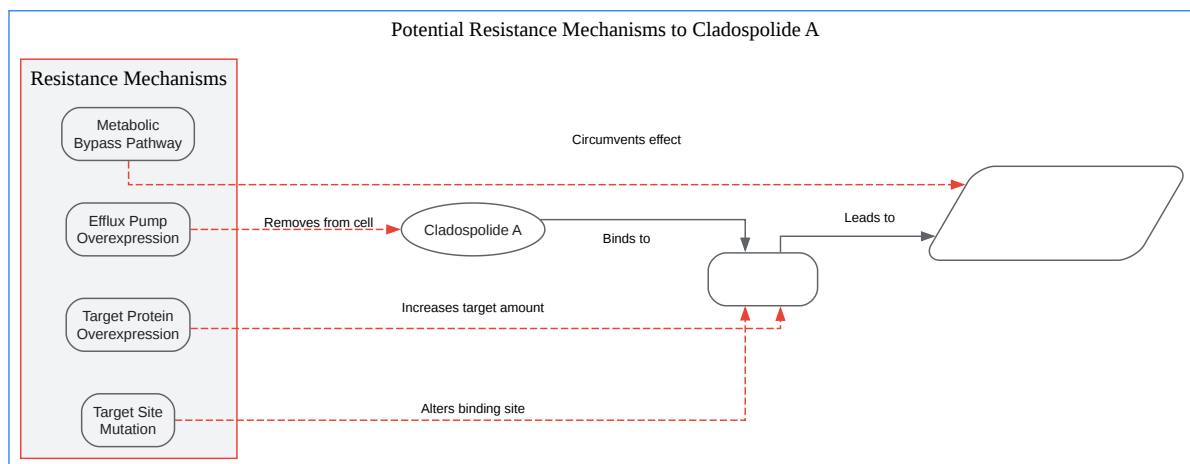 Potential Resistance Mechanisms to Cladospolide A
Resistance Mechanisms
Metabolic
Bypass Pathway
Circumvents effect
Efflux Pump
Overexpression
Removes from cell
Cladospolide A
Binds to
Leads to
Target Protein
Overexpression
Increases target amount
Target Site
Mutation
Alters binding site